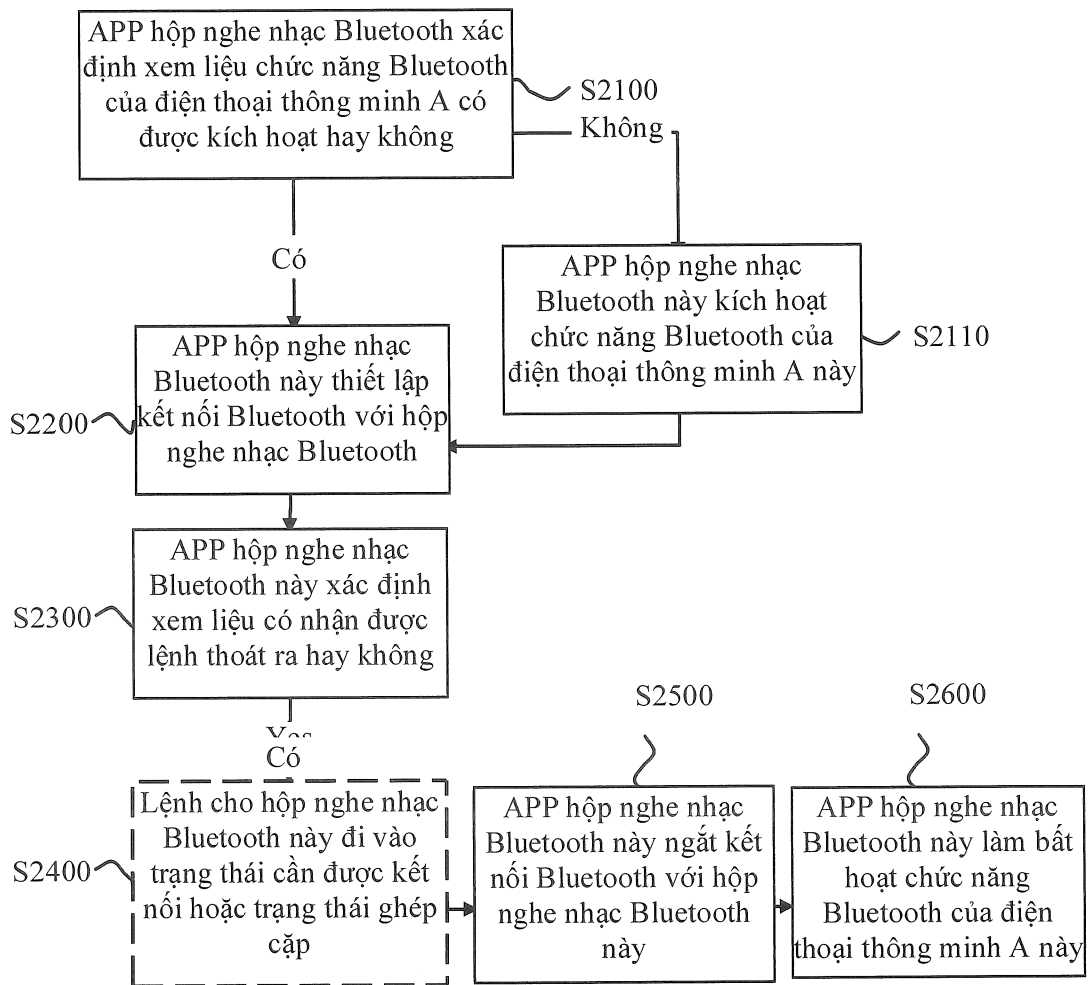 APP hộp nghe nhạc Bluetooth xác
định xem liệu chức năng Bluetooth
của điện thoại thông minh A có
được kích hoạt hay không
S2100
Không
Có
APP hộp nghe nhạc
Bluetooth này kích hoạt
chức năng Bluetooth của
điện thoại thông minh A này
S2110
APP hộp nghe nhạc
Bluetooth này thiết lập
kết nối Bluetooth với hộp
nghe nhạc Bluetooth
S2200
APP hộp nghe nhạc
Bluetooth này xác định
xem liệu có nhận được
lệnh thoát ra hay không
S2300
Có
Lệnh cho hộp nghe nhạc
Bluetooth này đi vào
trạng thái cần được kết
nối hoặc trạng thái ghép
cặp
S2400
S2500
APP hộp nghe nhạc
Bluetooth này ngắt kết
nối Bluetooth với hộp
nghe nhạc Bluetooth
này
S2600
APP hộp nghe nhạc
Bluetooth này làm bất
hoạt chức năng
Bluetooth của điện
thoại thông minh A này